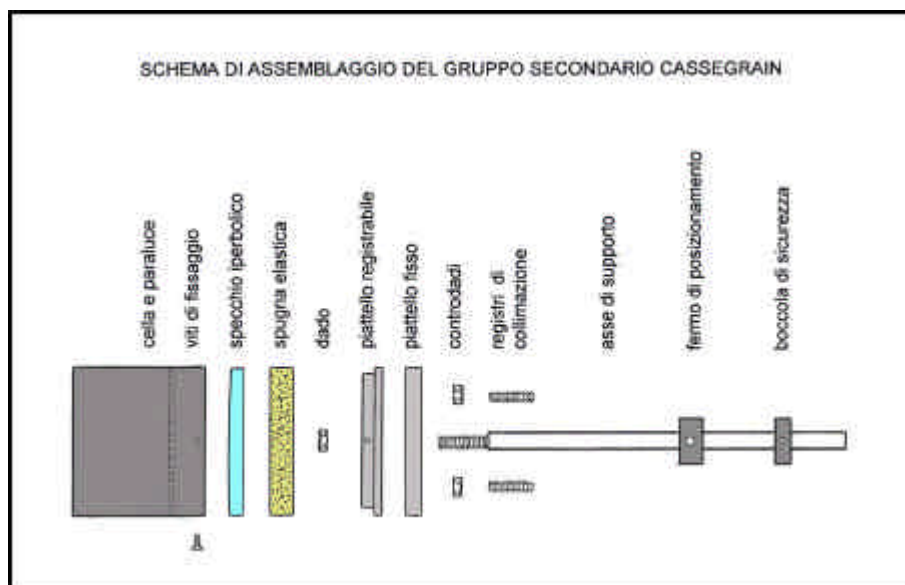 SCHEMA DI ASSEMBLAGGIO DEL GRUPPO SECONDARIO CASSEGRAIN
cella e paraluce
viti di fissaggio
specchio iperbolico
spugna elastica
dado
piattello registrabile
piattello fisso
controdadi
registri di
collimazione
asse di supporto
fermo di posizionamento
boccola di sicurezza